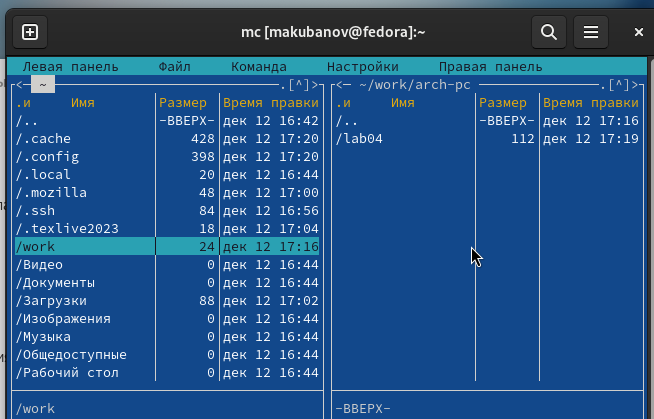 mc [makubanov@fedora]:~
Левая панель Файл Команда Настройки Правая панель
<— ~ .[^]> <— ~/work/arch-pc .[^]>
.и Имя Размер Время правки .и Имя Размер Время правки
/.. -ВВЕРХ- дек 12 16:42 /.. -ВВЕРХ- дек 12 17:16
/.cache 428 дек 12 17:20 /lab04 112 дек 12 17:19
/.config 398 дек 12 17:20
/.local 20 дек 12 16:44
/.mozilla 48 дек 12 17:00
/.ssh 84 дек 12 16:56
/.texlive2023 18 дек 12 17:04
/work 24 дек 12 17:16
/Видео 0 дек 12 16:44
/Документы 0 дек 12 16:44
/Загрузки 88 дек 12 17:02
/Изображения 0 дек 12 16:44
/Музыка 0 дек 12 16:44
/Общедоступные 0 дек 12 16:44
/Рабочий стол 0 дек 12 16:44
/work -ВВЕРХ-